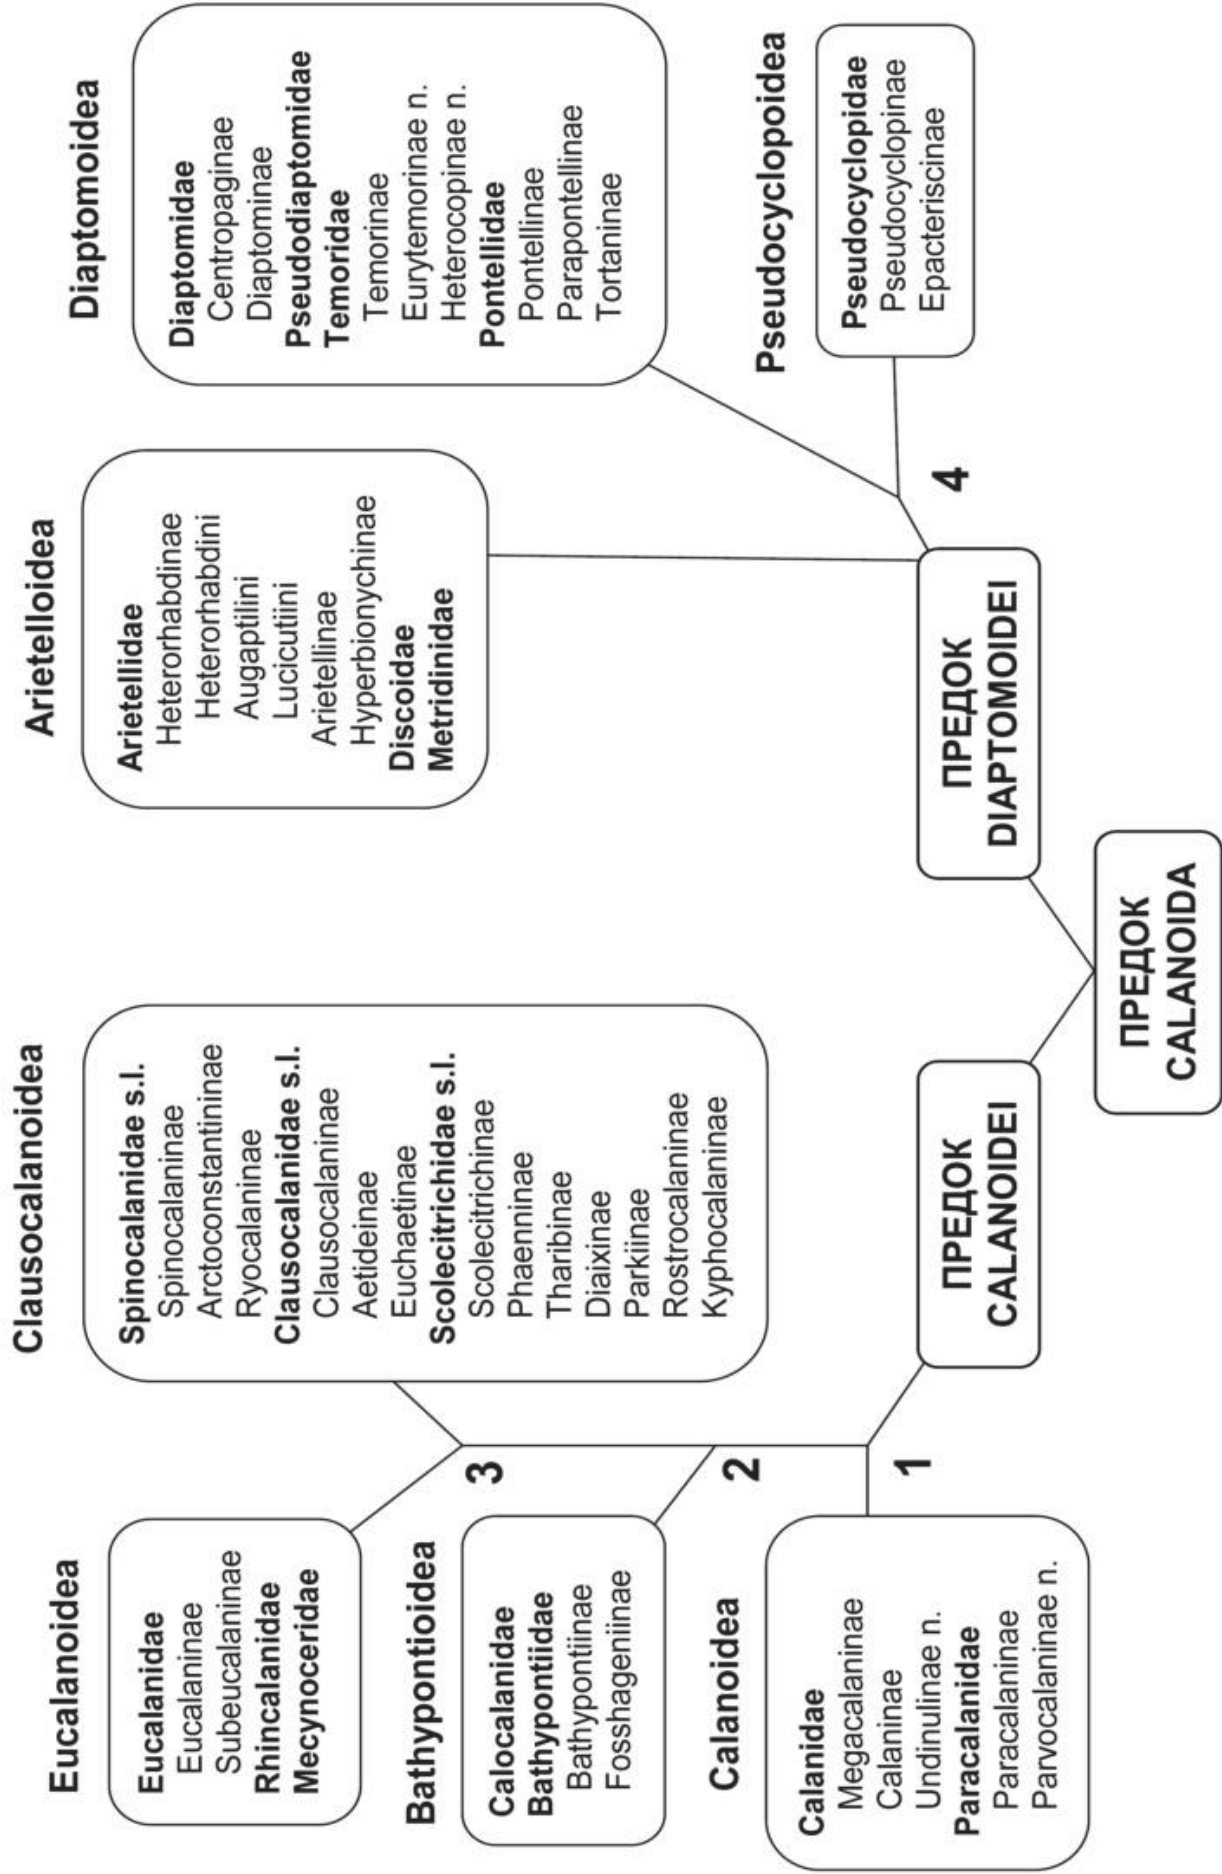 Eucalanoidea
Eucalanidae
Eucalaninae
Subeucalaninae
Rhincalanidae
Mecynoceridae
Bathypontioidea
Calocalanidae
Bathypontiidae
Bathypontiinae
Fosshageniinae
Calanoidea
Calanidae
Megacalaninae
Calaninae
Undinulinae n.
Paracalanidae
Paracalaninae
Parvocalaninae n.
3
2
1
Clausocalanoidea
Spinocalanidae s.l.
Spinocalaninae
Arctoconstantininae
Ryocalaninae
Clausocalanidae s.l.
Clausocalaninae
Aetideinae
Euchaetinae
Scolecitrichidae s.l.
Scolecitrichinae
Phaenninae
Tharibinae
Diaixinae
Parkiinae
Rostrocalaninae
Kyphocalaninae
Arietelloidea
Arietellidae
Heterorhabdinae
Heterorhabdini
Augaptilini
Lucicutiini
Arietellinae
Hyperbionychinae
Discoidae
Metridinidae
Diaptomoidea
Diaptomidae
Centropaginae
Diaptominae
Pseudodiaptomidae
Temoridae
Temorinae
Eurytemorinae n.
Heterocopinae n.
Pontellidae
Pontellinae
Parapontellinae
Tortaninae
Pseudocyclopoidea
Pseudocyclopidae
Pseudocyclopinae
Epacteriscinae
4
ПРЕДОК
CALANOIDEI
ПРЕДОК
DIAPTOMOIDEI
ПРЕДОК
CALANOIDA